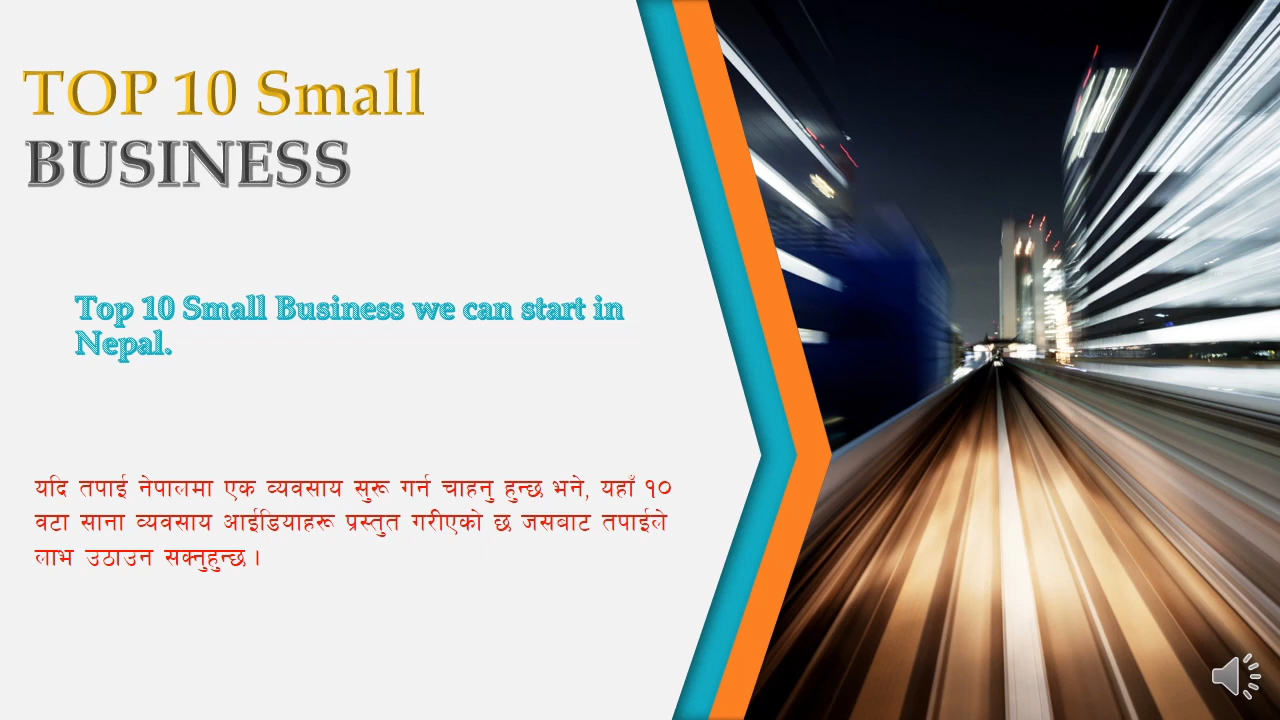 TOP 10 Small
BUSINESS
Top 10 Small Business we can start in
Nepal.
यदि तपाई नेपालमा एक व्यवसाय सुरू गर्न चाहनु हुन्छ भने, यहाँ १०
वटा साना व्यवसाय आईडियाहरू प्रस्तुत गरीएको छ जसबाट तपाईले
लाभ उठाउन सक्नुहुन्छ ।